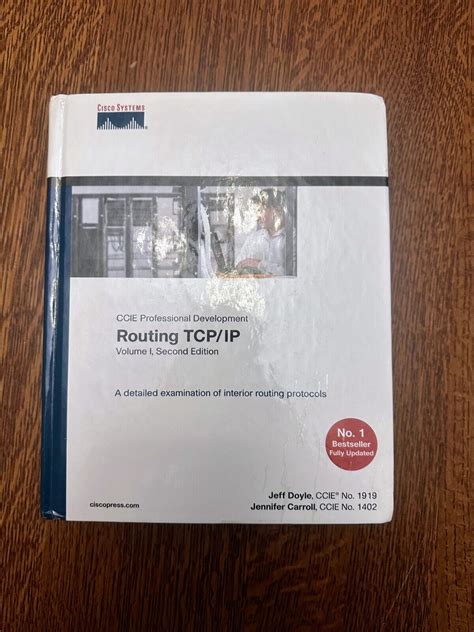 CISCO SYSTEMS
CCIE Professional Development
Routing TCP/IP
Volume I, Second Edition
A detailed examination of interior routing protocols
No. 1
Bestseller
Fully Updated
Jeff Doyle, CCIE® No. 1919
ciscopress.com
Jennifer Carroll, CCIE No. 1402